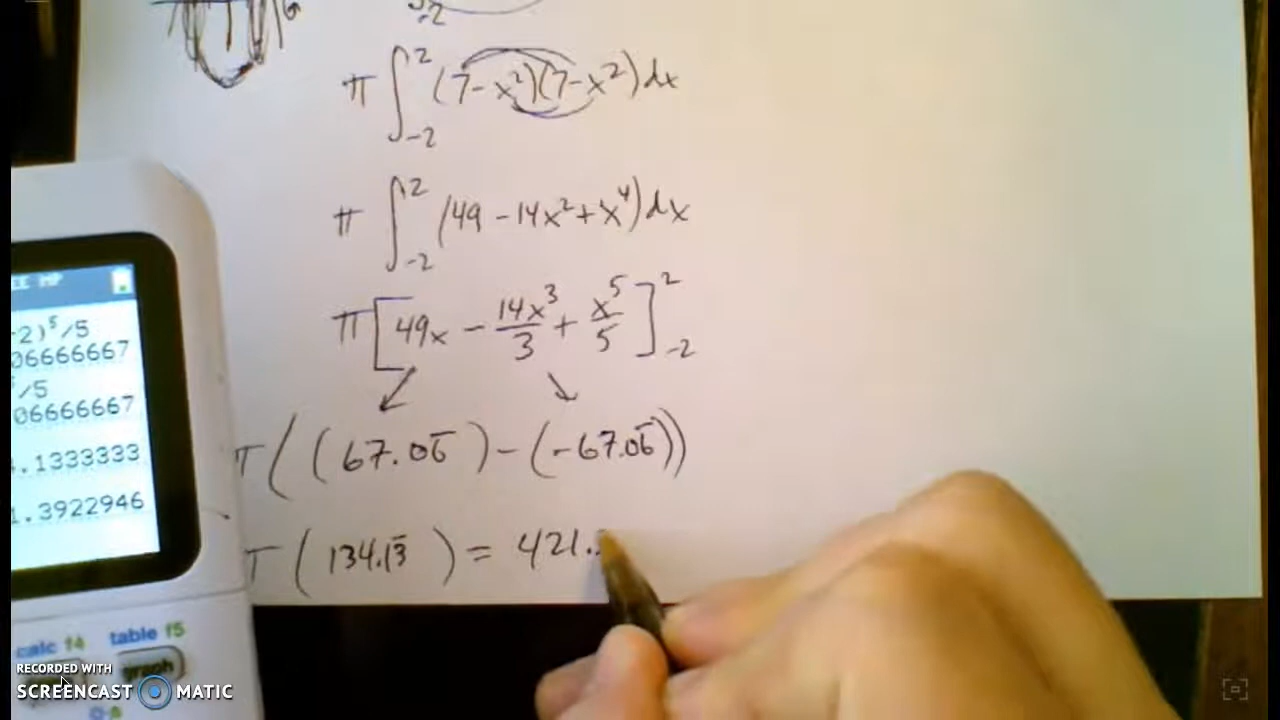 -2
π ∫_{-2}^{2} (7-x²)(7-x²)dx
π ∫_{-2}^{2} (49 - 14x² + x⁴)dx
π [49x - 14x³/3 + x⁵/5]_{-2}^{2}
π((67.06̅) - (-67.06̅))
π(134.13̅) = 421.
2)⁵/5
06666667
/5
06666667
.1333333
1.3922946
calc f4 table f5
graph
RECORDED WITH
SCREENCAST MATIC